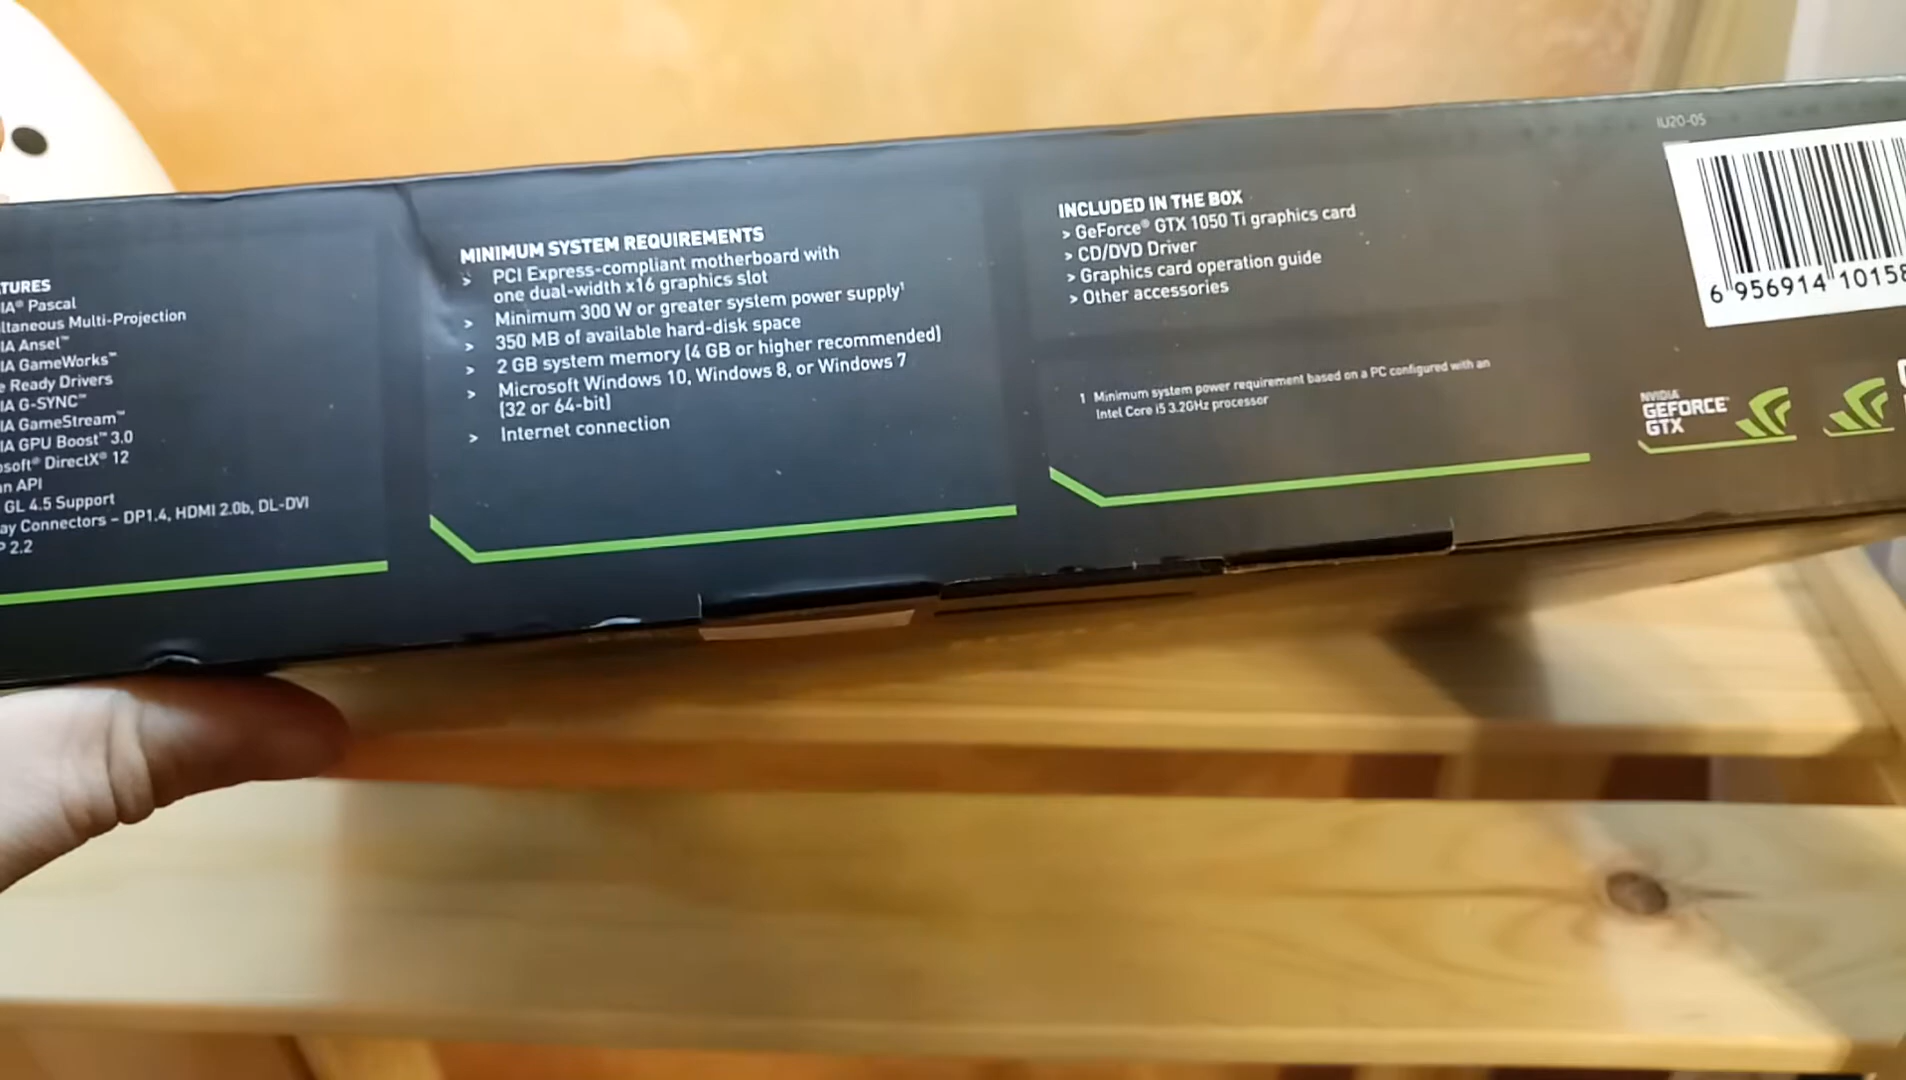 TURES
IA® Pascal
ltaneous Multi-Projection
IA Ansel™
IA GameWorks™
e Ready Drivers
IA G-SYNC™
IA GameStream™
IA GPU Boost™ 3.0
osoft® DirectX® 12
n API
GL 4.5 Support
ay Connectors – DP1.4, HDMI 2.0b, DL-DVI
P 2.2
MINIMUM SYSTEM REQUIREMENTS
> PCI Express-compliant motherboard with
one dual-width x16 graphics slot
> Minimum 300 W or greater system power supply¹
> 350 MB of available hard-disk space
> 2 GB system memory (4 GB or higher recommended)
> Microsoft Windows 10, Windows 8, or Windows 7
(32 or 64-bit)
> Internet connection
INCLUDED IN THE BOX
> GeForce® GTX 1050 Ti graphics card
> CD/DVD Driver
> Graphics card operation guide
> Other accessories
1 Minimum system power requirement based on a PC configured with an
Intel Core i5 3.2GHz processor
IU20-05
6 956914 10158
NVIDIA
GEFORCE
GTX